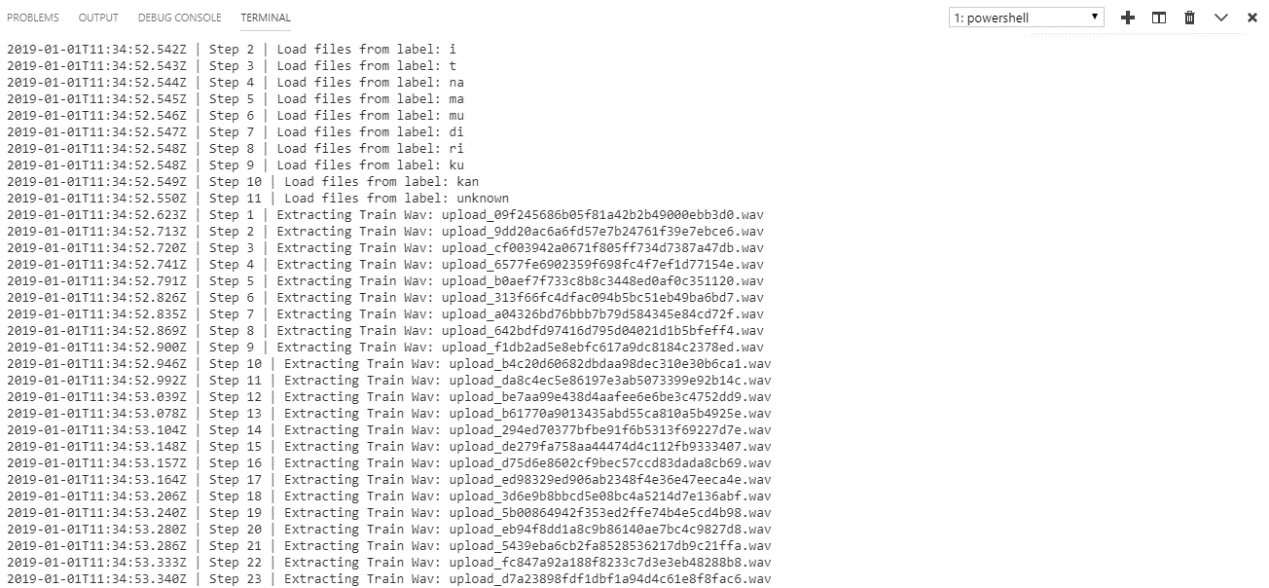 PROBLEMS OUTPUT DEBUG CONSOLE TERMINAL 1: powershell
2019-01-01T11:34:52.542Z | Step 2 | Load files from label: i
2019-01-01T11:34:52.543Z | Step 3 | Load files from label: t
2019-01-01T11:34:52.544Z | Step 4 | Load files from label: na
2019-01-01T11:34:52.545Z | Step 5 | Load files from label: ma
2019-01-01T11:34:52.546Z | Step 6 | Load files from label: mu
2019-01-01T11:34:52.547Z | Step 7 | Load files from label: di
2019-01-01T11:34:52.548Z | Step 8 | Load files from label: ri
2019-01-01T11:34:52.548Z | Step 9 | Load files from label: ku
2019-01-01T11:34:52.549Z | Step 10 | Load files from label: kan
2019-01-01T11:34:52.550Z | Step 11 | Load files from label: unknown
2019-01-01T11:34:52.623Z | Step 1 | Extracting Train Wav: upload_09f245686b05f81a42b2b49000ebb3d0.wav
2019-01-01T11:34:52.713Z | Step 2 | Extracting Train Wav: upload_9dd20ac6a6fd57e7b24761f39e7ebce6.wav
2019-01-01T11:34:52.720Z | Step 3 | Extracting Train Wav: upload_cf003942a0671f805ff734d7387a47db.wav
2019-01-01T11:34:52.741Z | Step 4 | Extracting Train Wav: upload_6577fe6902359f698fc4f7ef1d77154e.wav
2019-01-01T11:34:52.791Z | Step 5 | Extracting Train Wav: upload_b0aef7f733c8b8c3448ed0af0c351120.wav
2019-01-01T11:34:52.826Z | Step 6 | Extracting Train Wav: upload_313f66fc4dfac094b5bc51eb49ba6bd7.wav
2019-01-01T11:34:52.835Z | Step 7 | Extracting Train Wav: upload_a04326bd76bbb7b79d584345e84cd72f.wav
2019-01-01T11:34:52.869Z | Step 8 | Extracting Train Wav: upload_642bdfd97416d795d04021d1b5bfeff4.wav
2019-01-01T11:34:52.900Z | Step 9 | Extracting Train Wav: upload_f1db2ad5e8ebfc617a9dc8184c2378ed.wav
2019-01-01T11:34:52.946Z | Step 10 | Extracting Train Wav: upload_b4c20d60682dbdaa98dec310e30b6ca1.wav
2019-01-01T11:34:52.992Z | Step 11 | Extracting Train Wav: upload_da8c4ec5e86197e3ab5073399e92b14c.wav
2019-01-01T11:34:53.039Z | Step 12 | Extracting Train Wav: upload_be7aa99e438d4aafee6e6be3c4752dd9.wav
2019-01-01T11:34:53.078Z | Step 13 | Extracting Train Wav: upload_b61770a9013435abd55ca810a5b4925e.wav
2019-01-01T11:34:53.104Z | Step 14 | Extracting Train Wav: upload_294ed70377bfbe91f6b5313f69227d7e.wav
2019-01-01T11:34:53.148Z | Step 15 | Extracting Train Wav: upload_de279fa758aa44474d4c112fb9333407.wav
2019-01-01T11:34:53.157Z | Step 16 | Extracting Train Wav: upload_d75d6e8602cf9bec57ccd83dada8cb69.wav
2019-01-01T11:34:53.164Z | Step 17 | Extracting Train Wav: upload_ed98329ed906ab2348f4e36e47eeca4e.wav
2019-01-01T11:34:53.206Z | Step 18 | Extracting Train Wav: upload_3d6e9b8bbcd5e08bc4a5214d7e136abf.wav
2019-01-01T11:34:53.240Z | Step 19 | Extracting Train Wav: upload_5b00864942f353ed2ffe74b4e5cd4b98.wav
2019-01-01T11:34:53.280Z | Step 20 | Extracting Train Wav: upload_eb94f8dd1a8c9b86140ae7bc4c9827d8.wav
2019-01-01T11:34:53.286Z | Step 21 | Extracting Train Wav: upload_5439eba6cb2fa8528536217db9c21ffa.wav
2019-01-01T11:34:53.333Z | Step 22 | Extracting Train Wav: upload_fc847a92a188f8233c7d3e3eb48288b8.wav
2019-01-01T11:34:53.340Z | Step 23 | Extracting Train Wav: upload_d7a23898fdf1dbf1a94d4c61e8f8fac6.wav